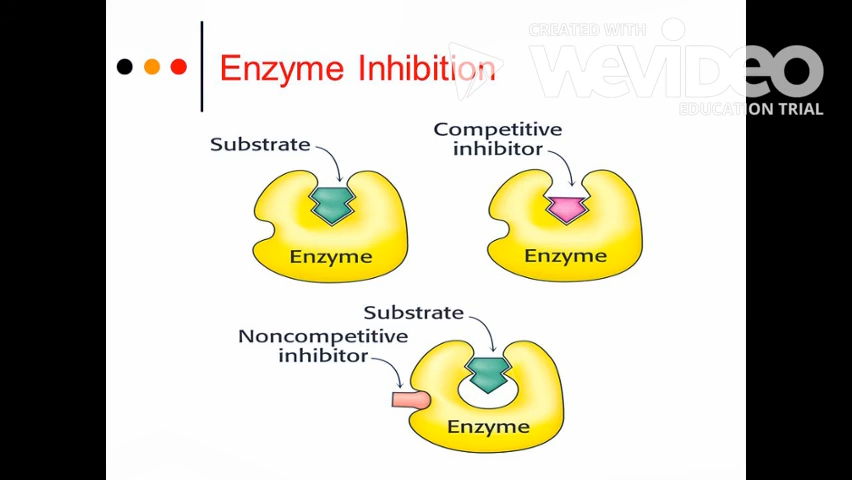 CREATED WITH
WEVIDEO
EDUCATION TRIAL
Enzyme Inhibition
Substrate
Competitive
inhibitor
Enzyme
Enzyme
Substrate
Noncompetitive
inhibitor
Enzyme